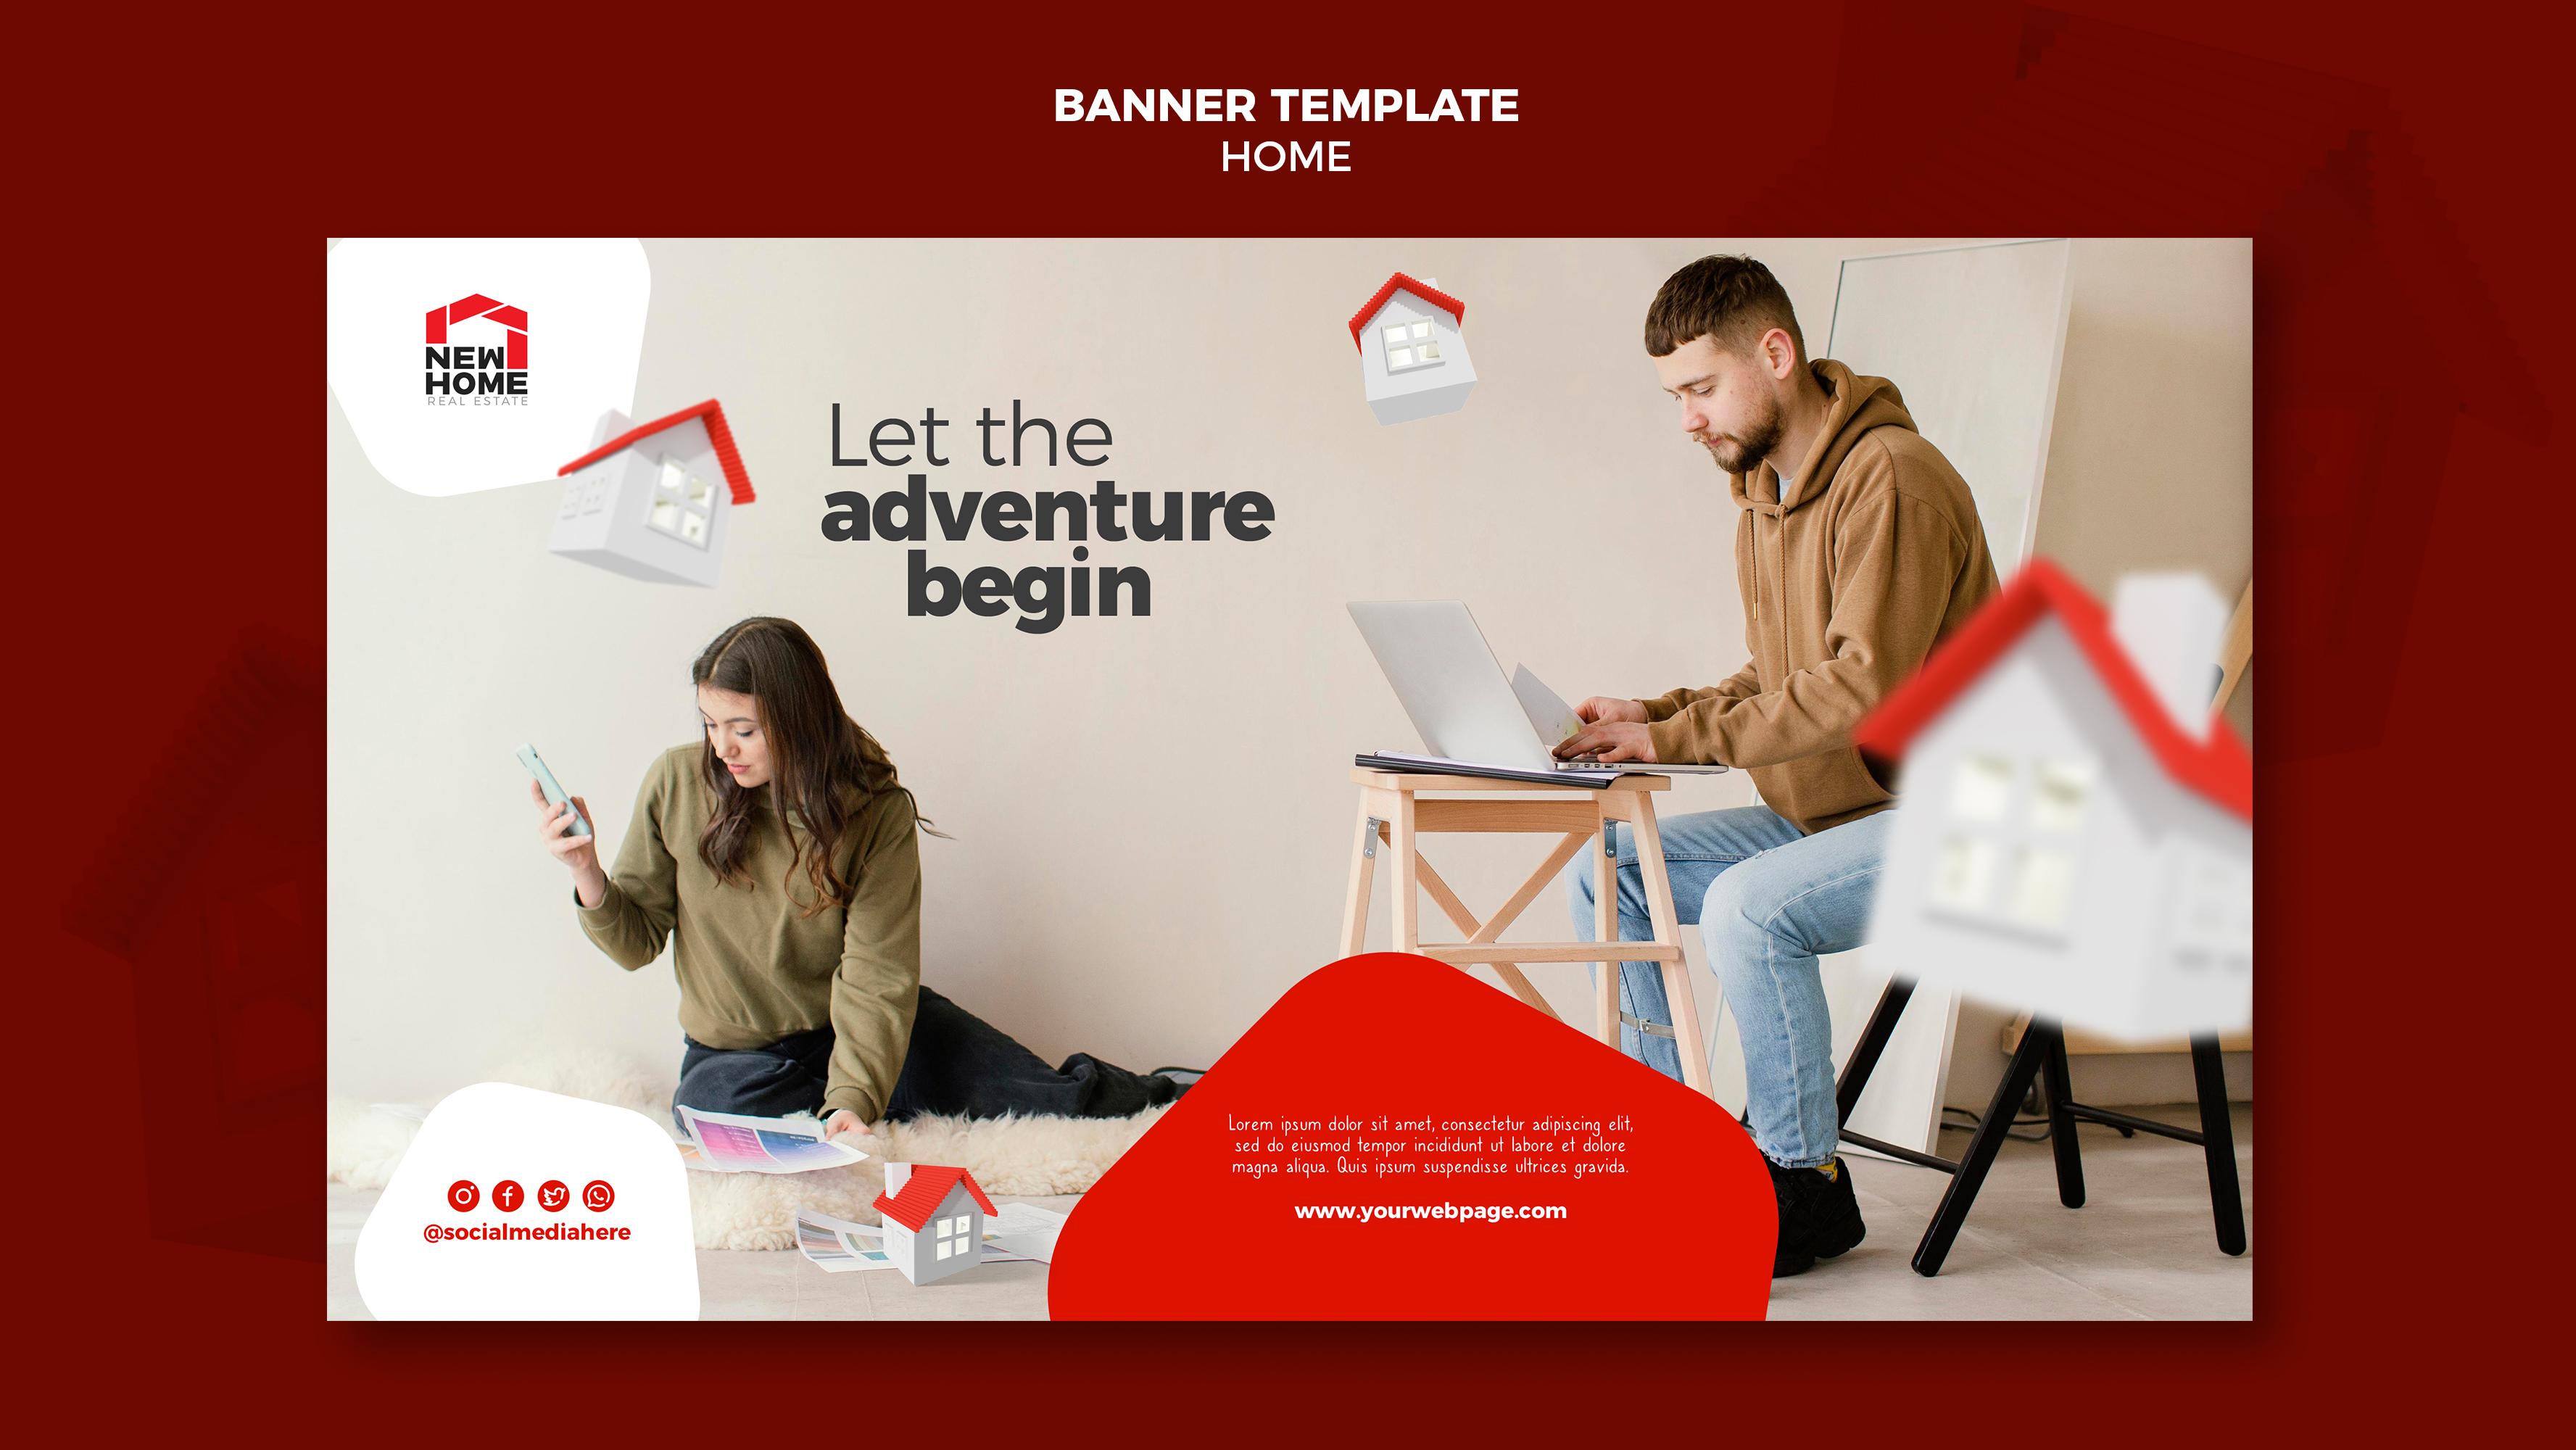 BANNER TEMPLATE
HOME
NEW
HOME
REAL ESTATE
Let the
adventure
begin
Lorem ipsum dolor sit amet, consectetur adipiscing elit,
sed do eiusmod tempor incididunt ut labore et dolore
magna aliqua. Quis ipsum suspendisse ultrices gravida.
www.yourwebpage.com
@socialmediahere